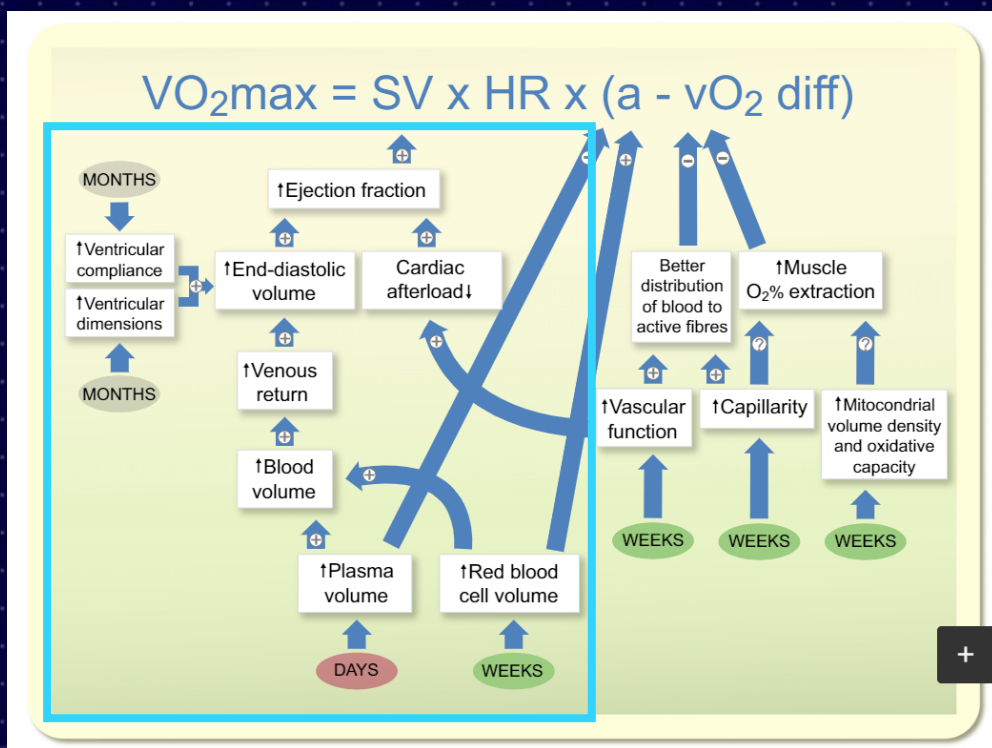 VO₂max = SV x HR x (a - vO₂ diff)
MONTHS
↑Ventricular
compliance
↑Ventricular
dimensions
MONTHS
↑Ejection fraction
↑End-diastolic
volume
Cardiac
afterload↓
↑Venous
return
↑Blood
volume
↑Plasma
volume
↑Red blood
cell volume
DAYS
WEEKS
Better
distribution
of blood to
active fibres
↑Muscle
O₂% extraction
↑Vascular
function
↑Capillarity
↑Mitocondrial
volume density
and oxidative
capacity
WEEKS
WEEKS
WEEKS